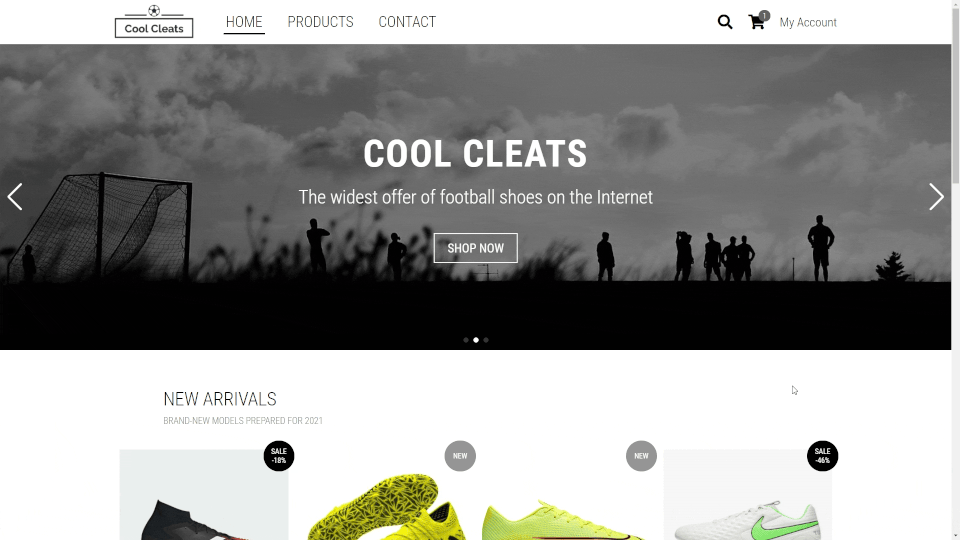 Cool Cleats
HOME PRODUCTS CONTACT
1
My Account
COOL CLEATS
The widest offer of football shoes on the Internet
SHOP NOW
NEW ARRIVALS
BRAND-NEW MODELS PREPARED FOR 2021
SALE
-18%
NEW
NEW
SALE
-46%